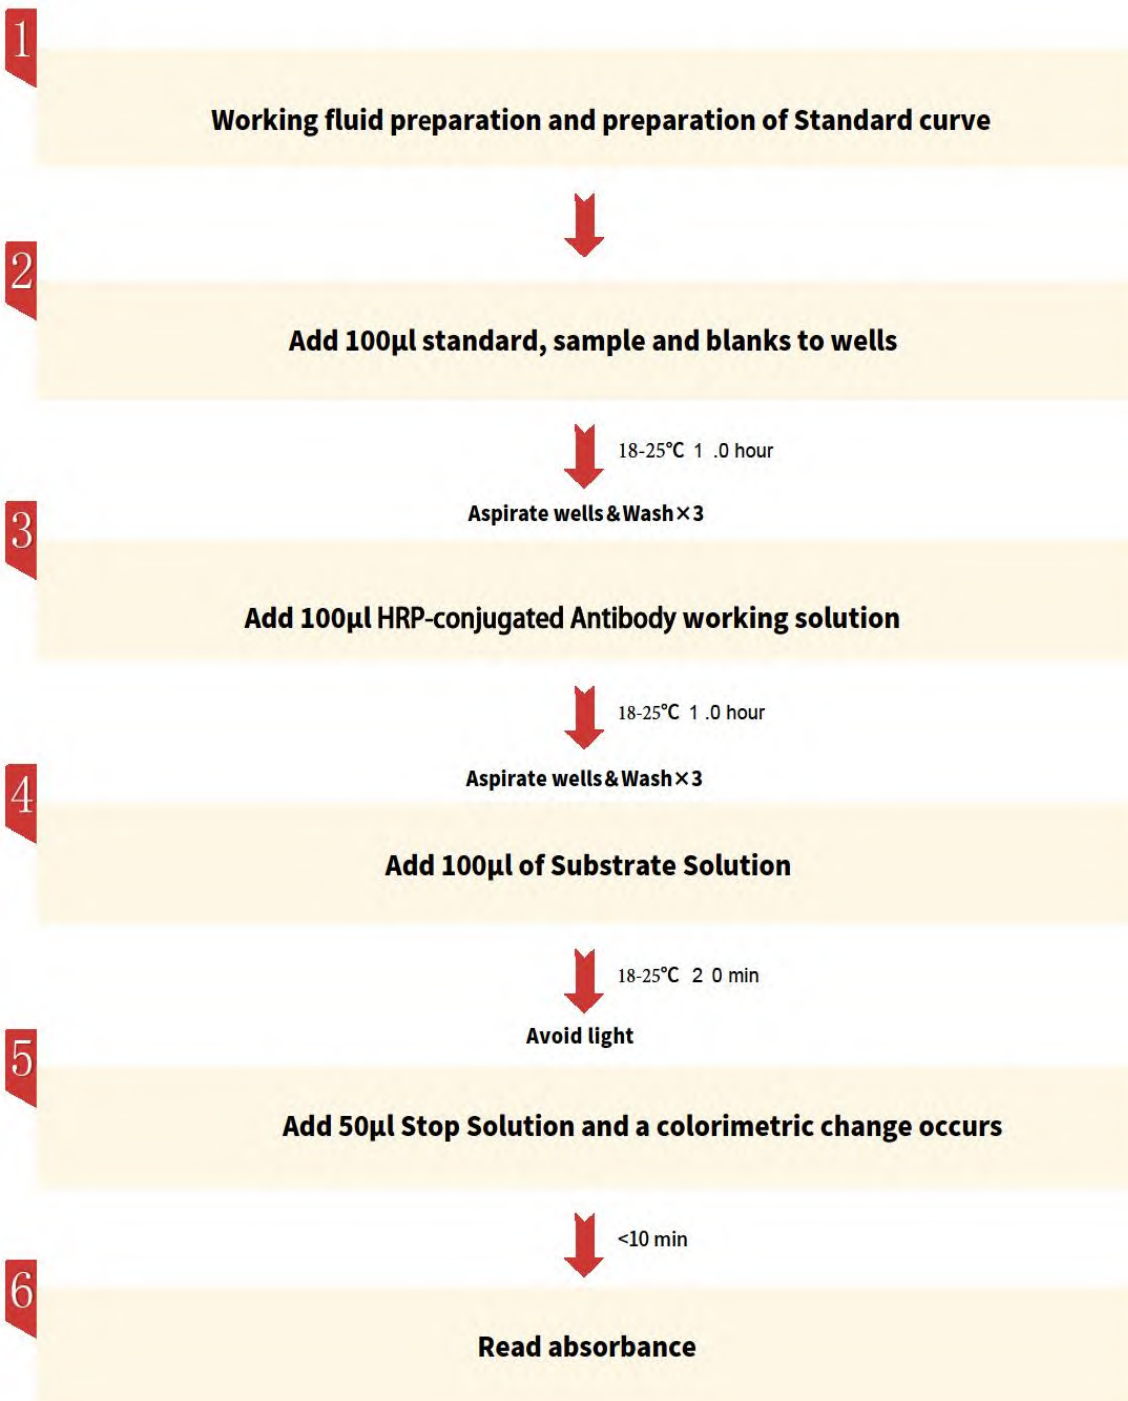 1
Working fluid preparation and preparation of Standard curve
2
Add 100µl standard, sample and blanks to wells
18-25℃ 1 .0 hour
Aspirate wells&Wash×3
3
Add 100µl HRP-conjugated Antibody working solution
18-25℃ 1 .0 hour
Aspirate wells&Wash×3
4
Add 100µl of Substrate Solution
18-25℃ 2 0 min
Avoid light
5
Add 50µl Stop Solution and a colorimetric change occurs
<10 min
6
Read absorbance